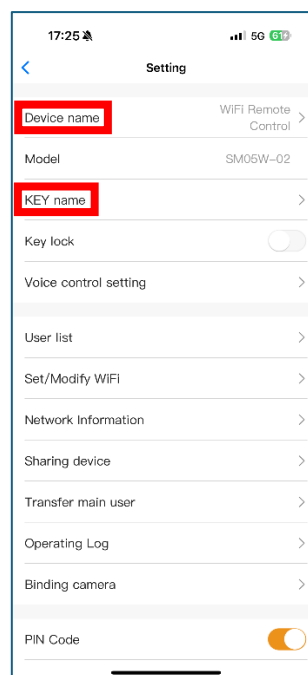 17:25 5G 61
Setting
Device name WiFi Remote
Control
Model SM05W-02
KEY name
Key lock
Voice control setting
User list
Set/Modify WiFi
Network Information
Sharing device
Transfer main user
Operating Log
Binding camera
PIN Code